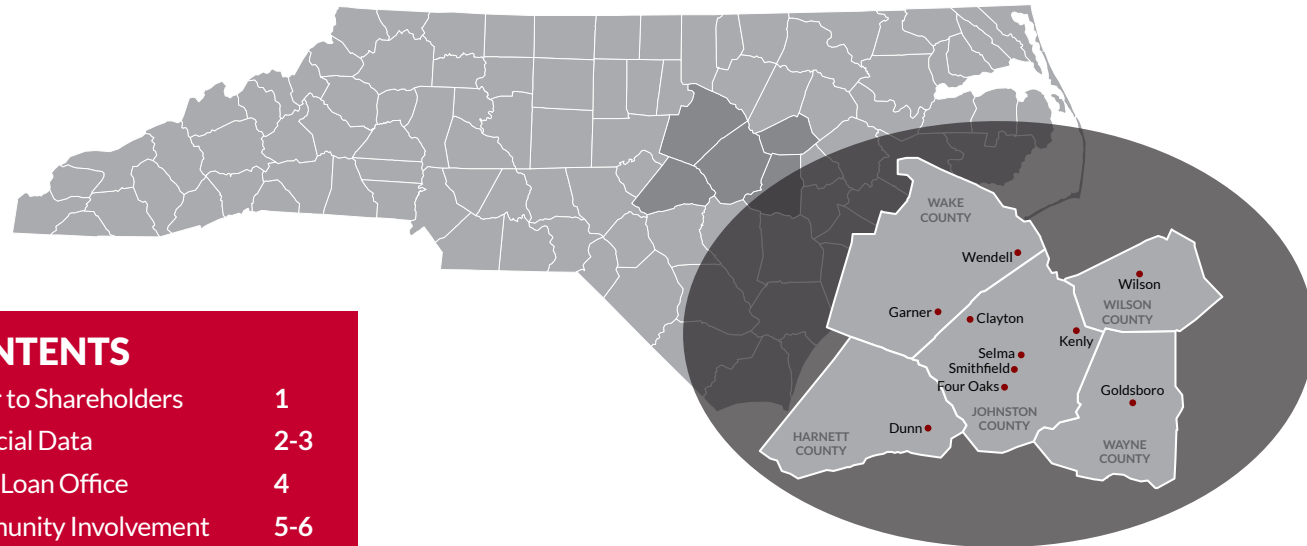 WAKE
COUNTY
Wendell
Wilson
WILSON
COUNTY
Garner
Clayton
Kenly
Selma
Smithfield
Four Oaks
Goldsboro
JOHNSTON
COUNTY
Dunn
HARNETT
COUNTY
WAYNE
COUNTY
NTENTS
r to Shareholders 1
cial Data 2-3
Loan Office 4
munity Involvement 5-6